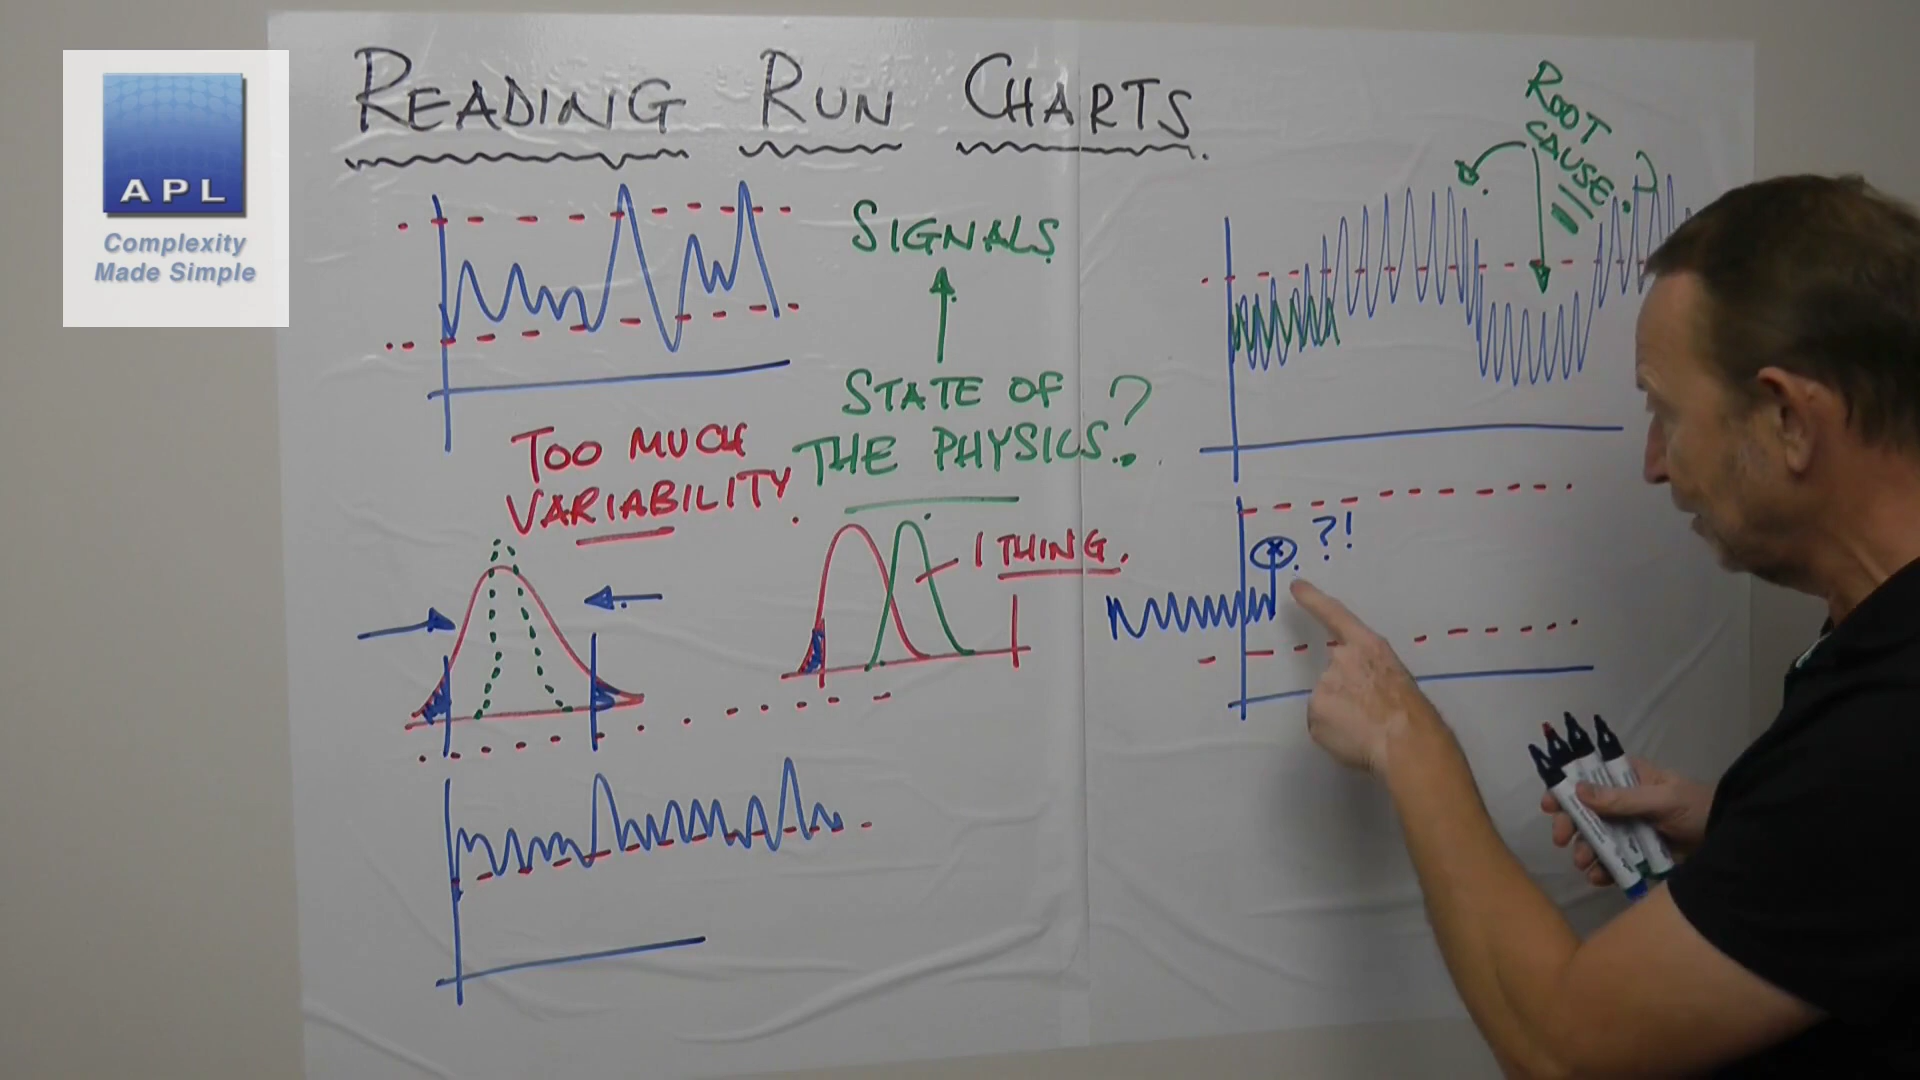 APL
Complexity
Made Simple
READING RUN CHARTS.
SIGNALS
STATE OF
THE PHYSICS?
TOO MUCH
VARIABILITY.
1 THING.
ROOT
CAUSE.?
?!